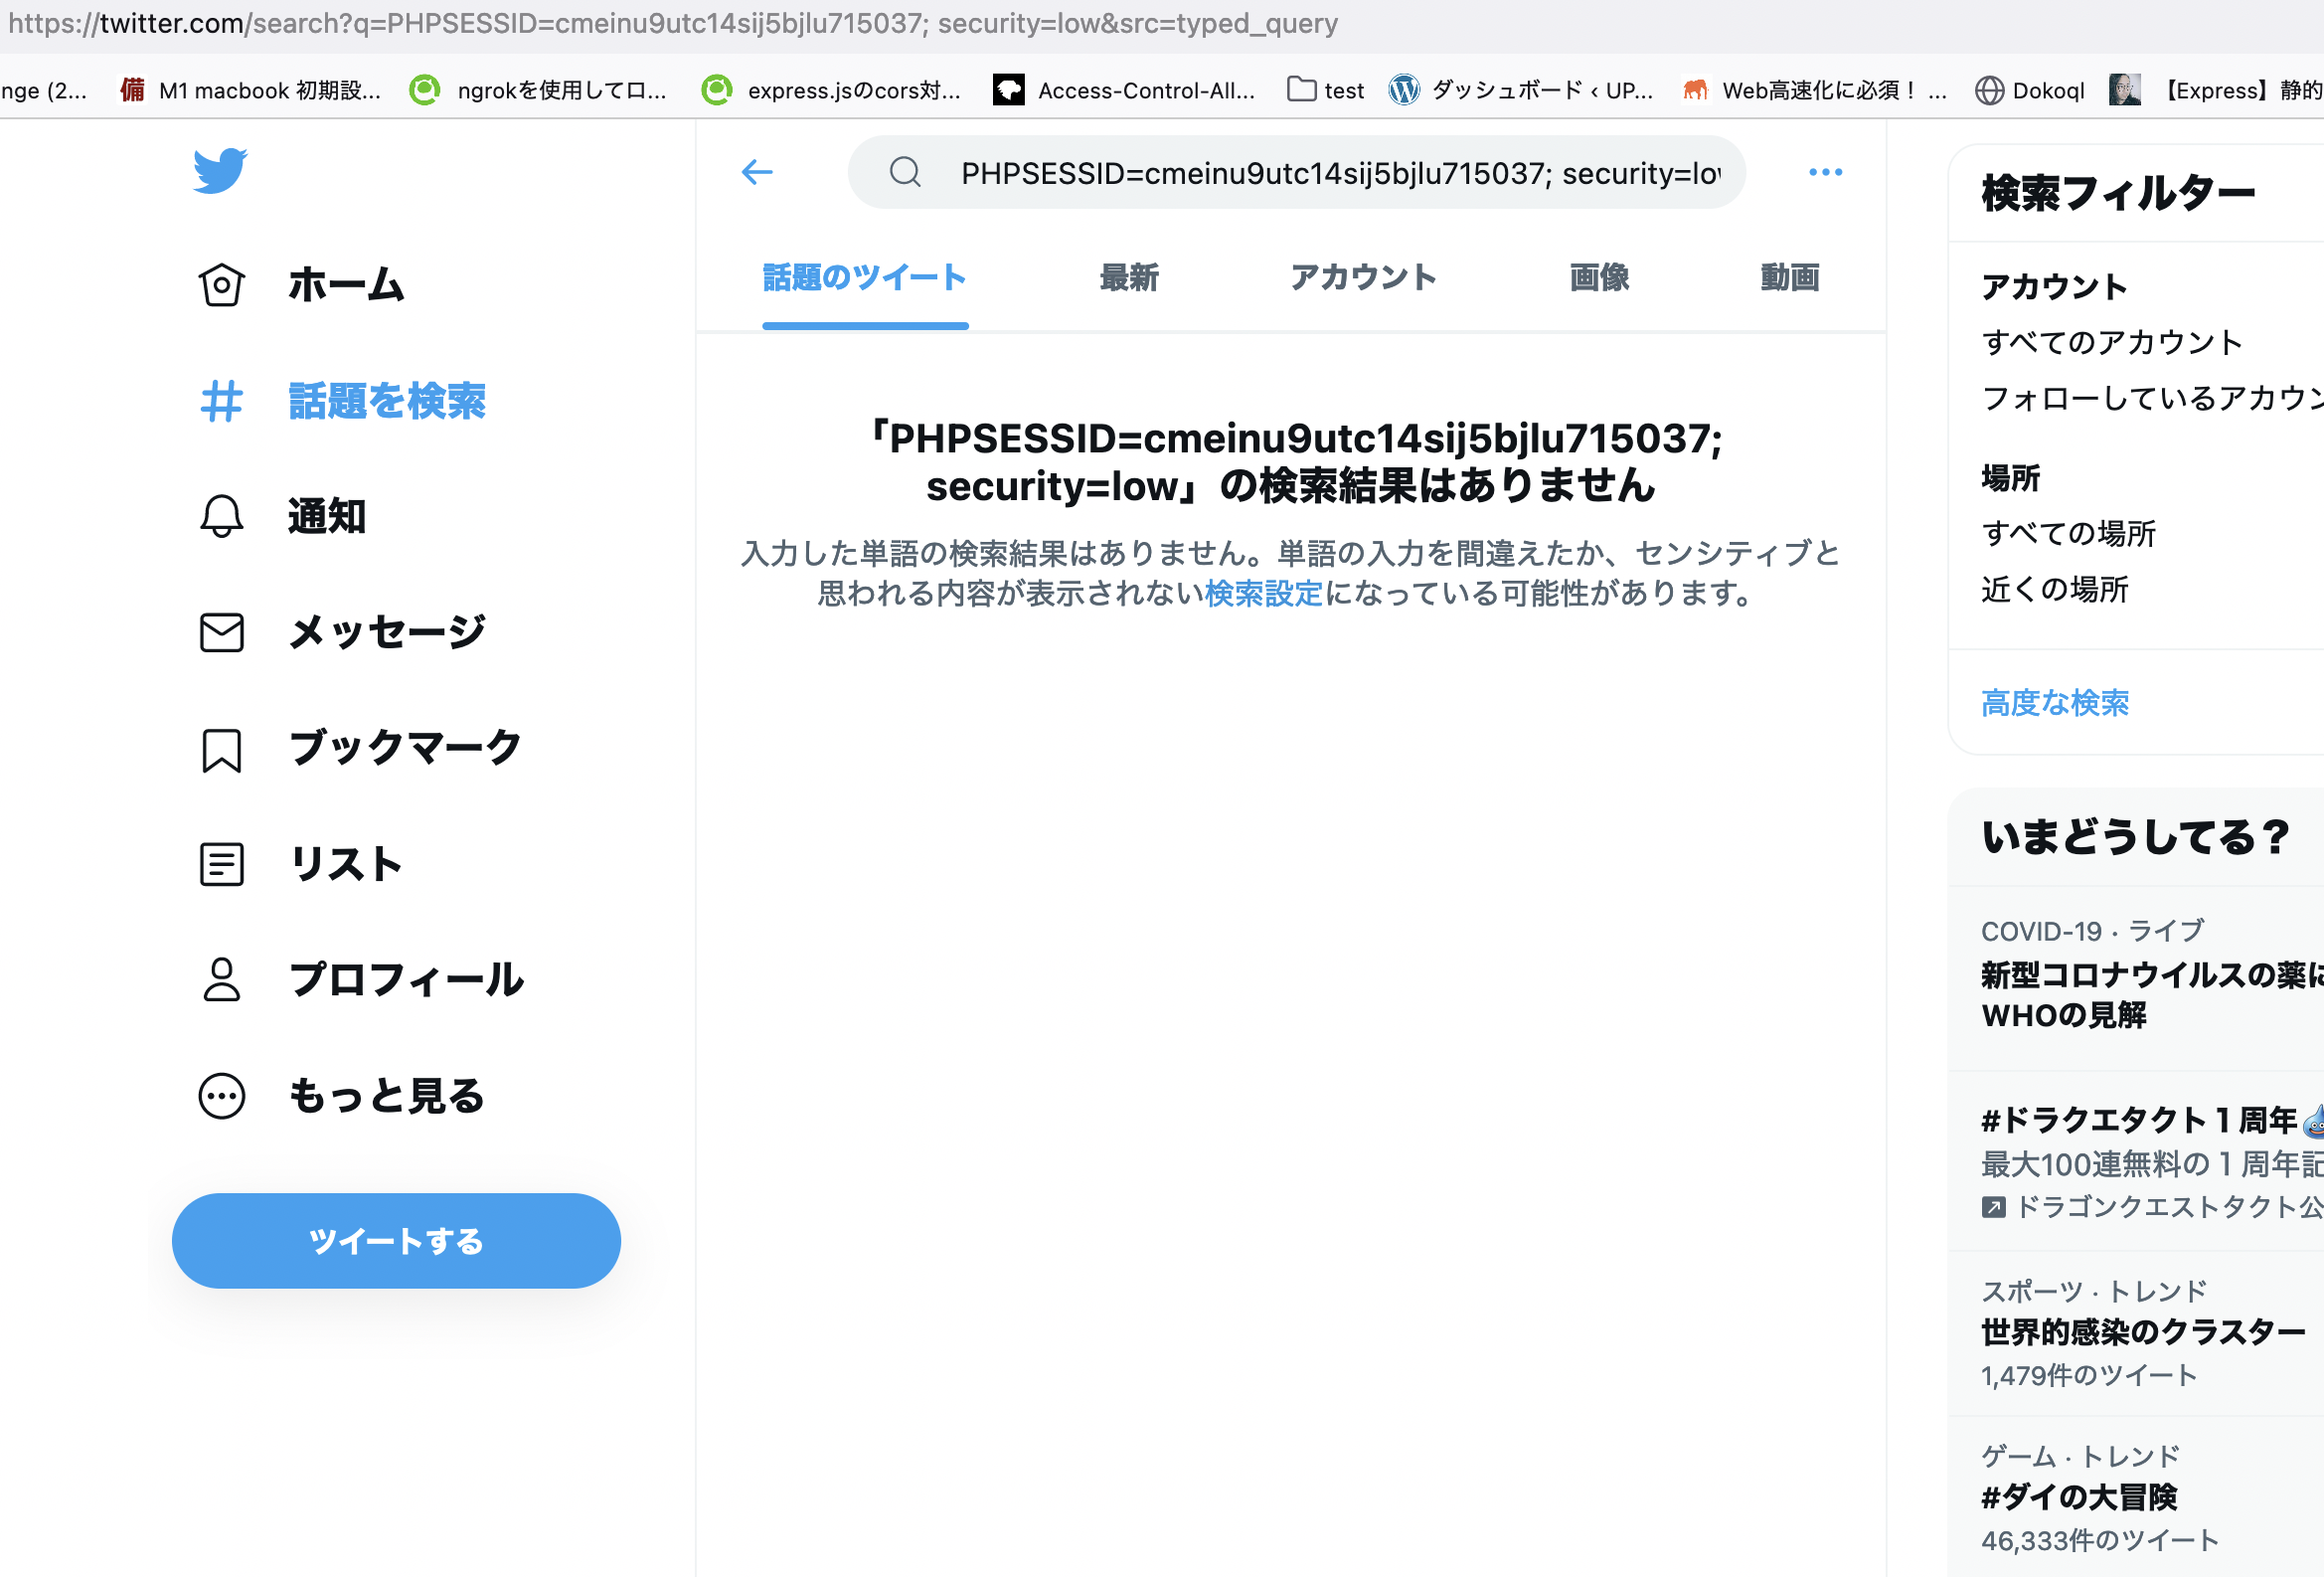 https://twitter.com/search?q=PHPSESSID=cmeinu9utc14sij5bjlu715037; security=low&src=typed_query
nge (2...
備 M1 macbook 初期設...
ngrokを使用してロ...
express.jsのcors対...
Access-Control-All...
test
ダッシュボード ‹ UP...
Web高速化に必須！ ...
Dokoql
【Express】静的
PHPSESSID=cmeinu9utc14sij5bjlu715037; security=lo
話題のツイート
最新
アカウント
画像
動画
ホーム
話題を検索
通知
メッセージ
ブックマーク
リスト
プロフィール
もっと見る
ツイートする
「PHPSESSID=cmeinu9utc14sij5bjlu715037;
security=low」の検索結果はありません
入力した単語の検索結果はありません。単語の入力を間違えたか、センシティブと
思われる内容が表示されない検索設定になっている可能性があります。
検索フィルター
アカウント
すべてのアカウント
フォローしているアカウン
場所
すべての場所
近くの場所
高度な検索
いまどうしてる？
COVID-19 · ライブ
新型コロナウイルスの薬に
WHOの見解
#ドラクエタクト１周年
最大100連無料の１周年記
ドラゴンクエストタクト公
スポーツ · トレンド
世界的感染のクラスター
1,479件のツイート
ゲーム · トレンド
#ダイの大冒険
46,333件のツイート